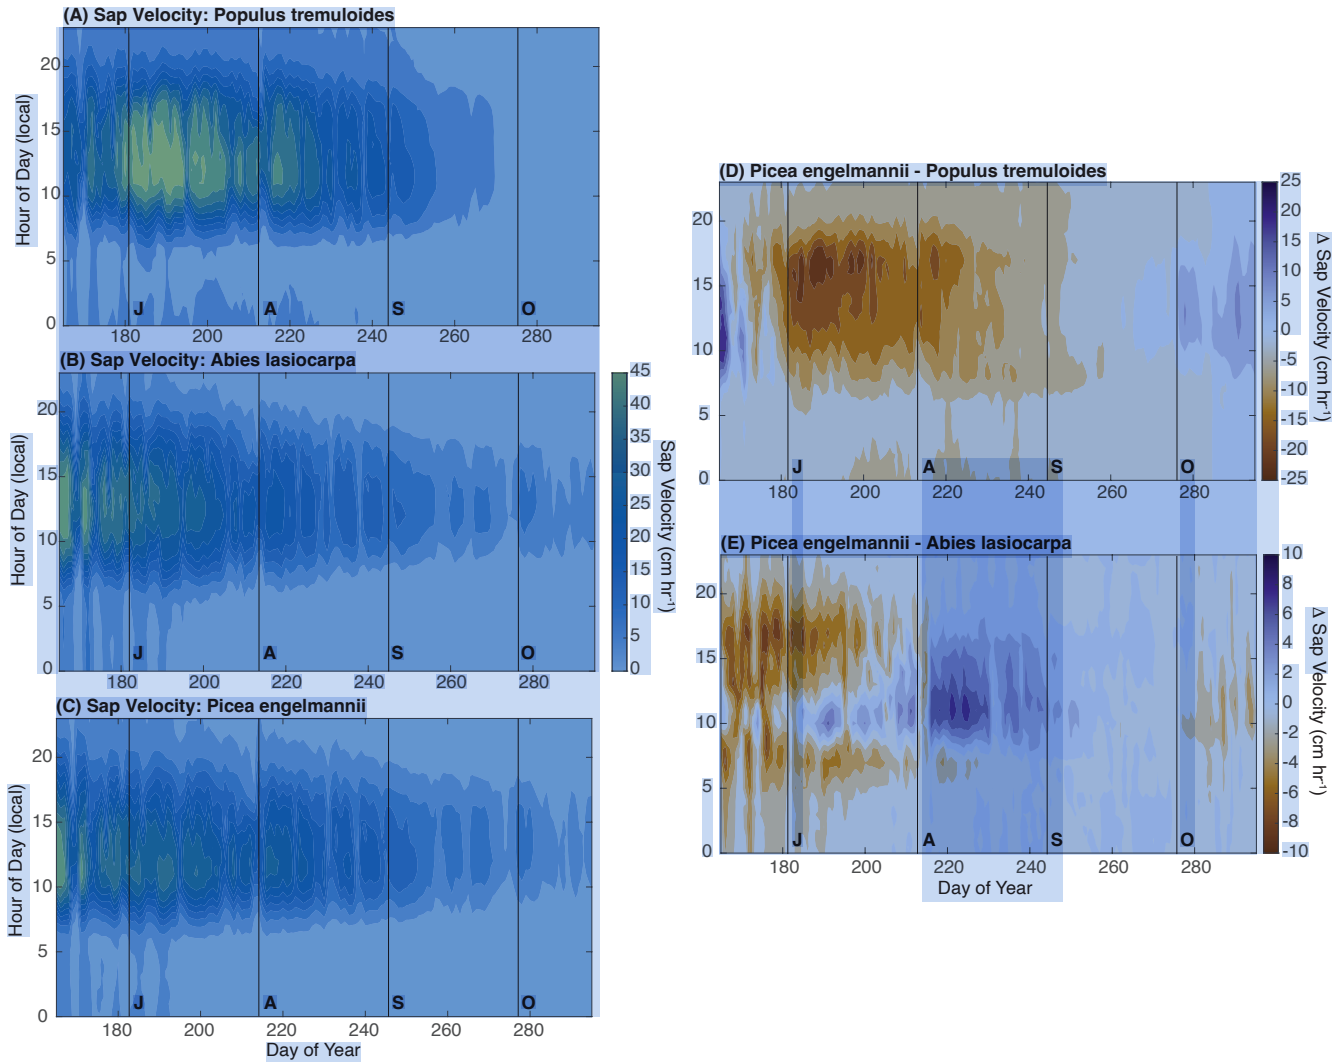 (A) Sap Velocity: Populus tremuloides
Hour of Day (local)
20
15
10
5
0
J
A
S
O
180
200
220
240
260
280
(B) Sap Velocity: Abies lasiocarpa
Hour of Day (local)
20
15
10
5
0
J
A
S
O
180
200
220
240
260
280
45
40
35
30
25
20
15
10
5
0
Sap Velocity (cm hr⁻¹)
(C) Sap Velocity: Picea engelmannii
Hour of Day (local)
20
15
10
5
0
J
A
S
O
180
200
220
240
260
280
Day of Year
(D) Picea engelmannii - Populus tremuloides
20
15
10
5
0
J
A
S
O
180
200
220
240
260
280
25
20
15
10
5
0
-5
-10
-15
-20
-25
Δ Sap Velocity (cm hr⁻¹)
(E) Picea engelmannii - Abies lasiocarpa
20
15
10
5
0
J
A
S
O
180
200
220
240
260
280
Day of Year
10
8
6
4
2
0
-2
-4
-6
-8
-10
Δ Sap Velocity (cm hr⁻¹)